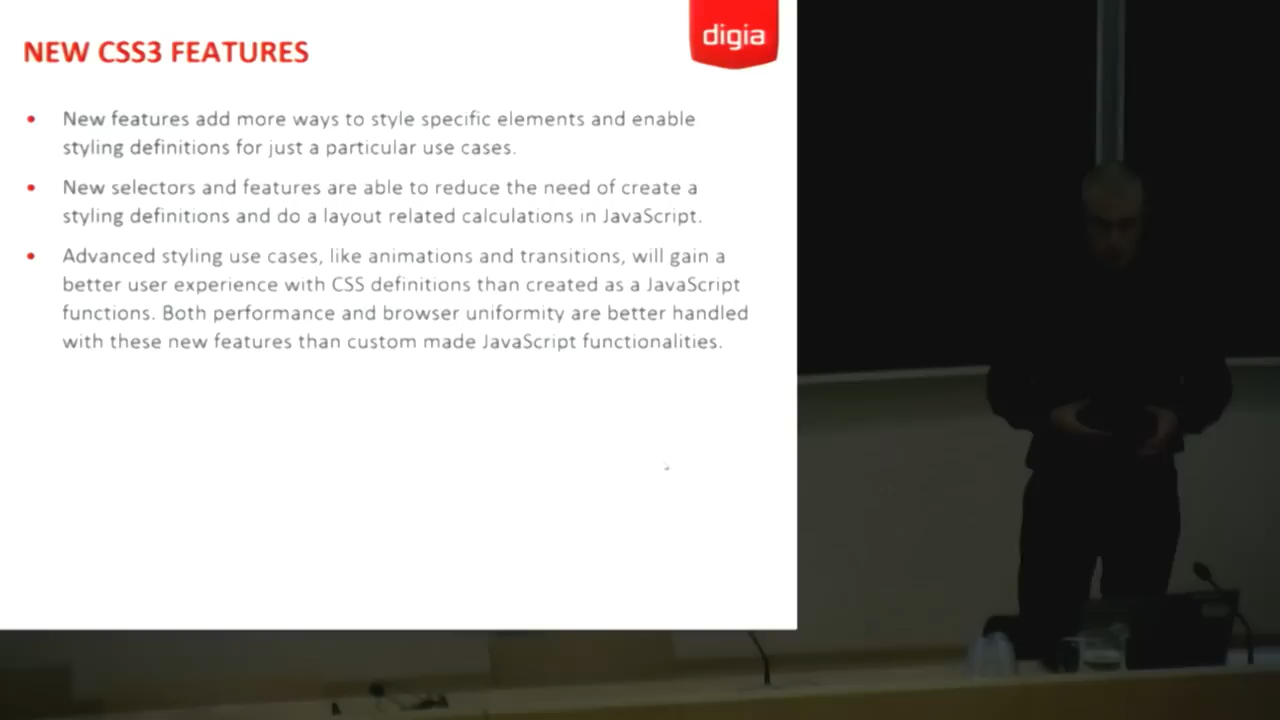 digia
NEW CSS3 FEATURES
• New features add more ways to style specific elements and enable
styling definitions for just a particular use cases.
• New selectors and features are able to reduce the need of create a
styling definitions and do a layout related calculations in JavaScript.
• Advanced styling use cases, like animations and transitions, will gain a
better user experience with CSS definitions than created as a JavaScript
functions. Both performance and browser uniformity are better handled
with these new features than custom made JavaScript functionalities.